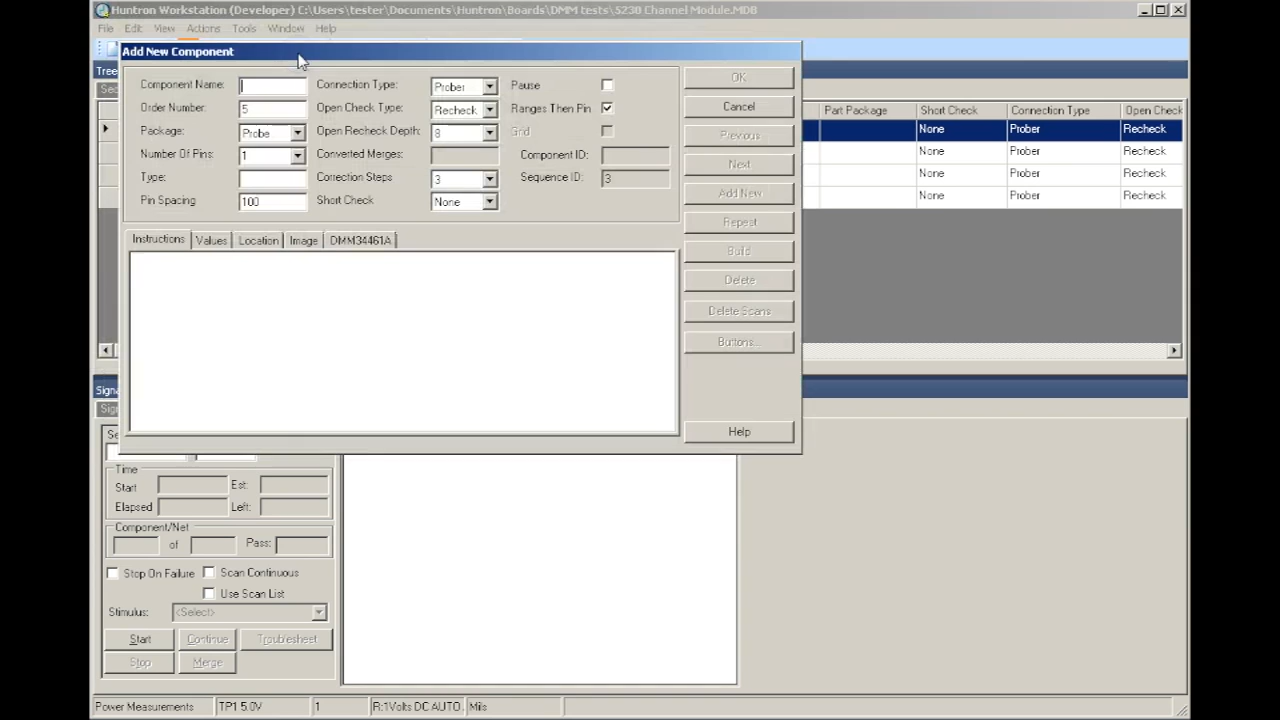 Huntron Workstation (Developer) C:\Users\tester\Documents\Huntron\Boards\DMM tests\5230 Channel Module.MDB
File Edit View Actions Tools Window Help
Add New Component
Tree
Component Name: Connection Type: Prober Pause OK
Order Number: 5 Open Check Type: Recheck Ranges Then Pin Cancel
Package: Probe Open Recheck Depth: 8 Grid Previous
Number Of Pins: 1 Converted Merges: Component ID: Next
Type: Correction Steps 3 Sequence ID: 3 Add New
Pin Spacing 100 Short Check None Repeat
Part Package Short Check Connection Type Open Check
None Prober Recheck
None Prober Recheck
None Prober Recheck
None Prober Recheck
Instructions Values Location Image DMM34461A
Build
Delete
Delete Scans
Buttons...
Help
Signa
Time
Start Est:
Elapsed Left:
Component/Net
of Pass:
Stop On Failure Scan Continuous
Use Scan List
Stimulus: <Select>
Start Continue Troublesheet
Stop Merge
Power Measurements TP1 5.0V 1 R:1Volts DC AUTO Mils